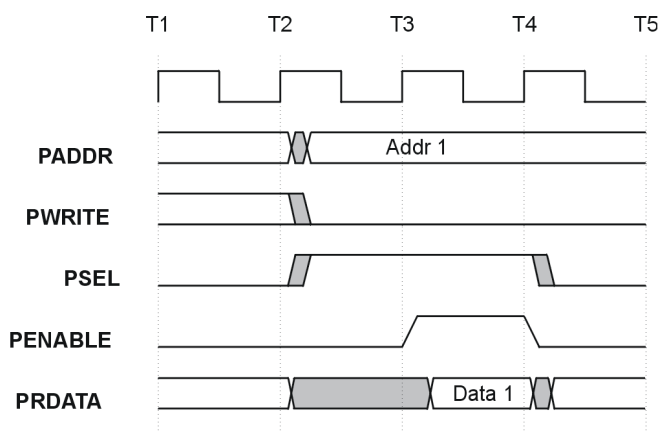 T1 T2 T3 T4 T5
PADDR Addr 1
PWRITE
PSEL
PENABLE
PRDATA Data 1